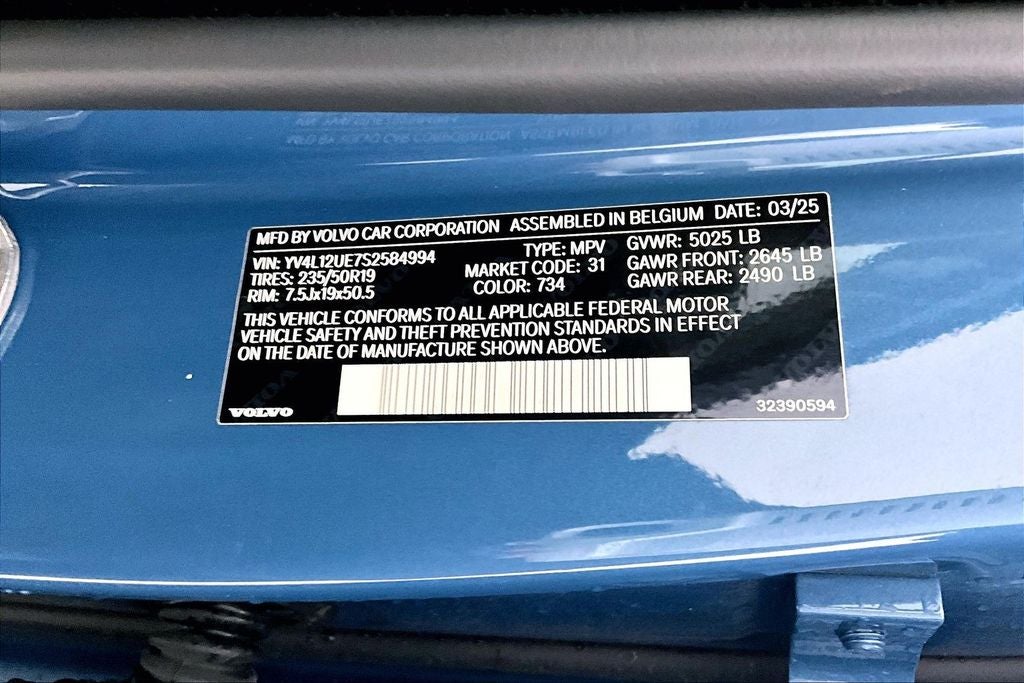 MFD BY VOLVO CAR CORPORATION ASSEMBLED IN BELGIUM DATE: 03/25
VIN: YV4L12UE7S2584994 TYPE: MPV GVWR: 5025 LB
TIRES: 235/50R19 MARKET CODE: 31 GAWR FRONT: 2645 LB
RIM: 7.5Jx19x50.5 COLOR: 734 GAWR REAR: 2490 LB
THIS VEHICLE CONFORMS TO ALL APPLICABLE FEDERAL MOTOR
VEHICLE SAFETY AND THEFT PREVENTION STANDARDS IN EFFECT
ON THE DATE OF MANUFACTURE SHOWN ABOVE.
VOLVO 32390594